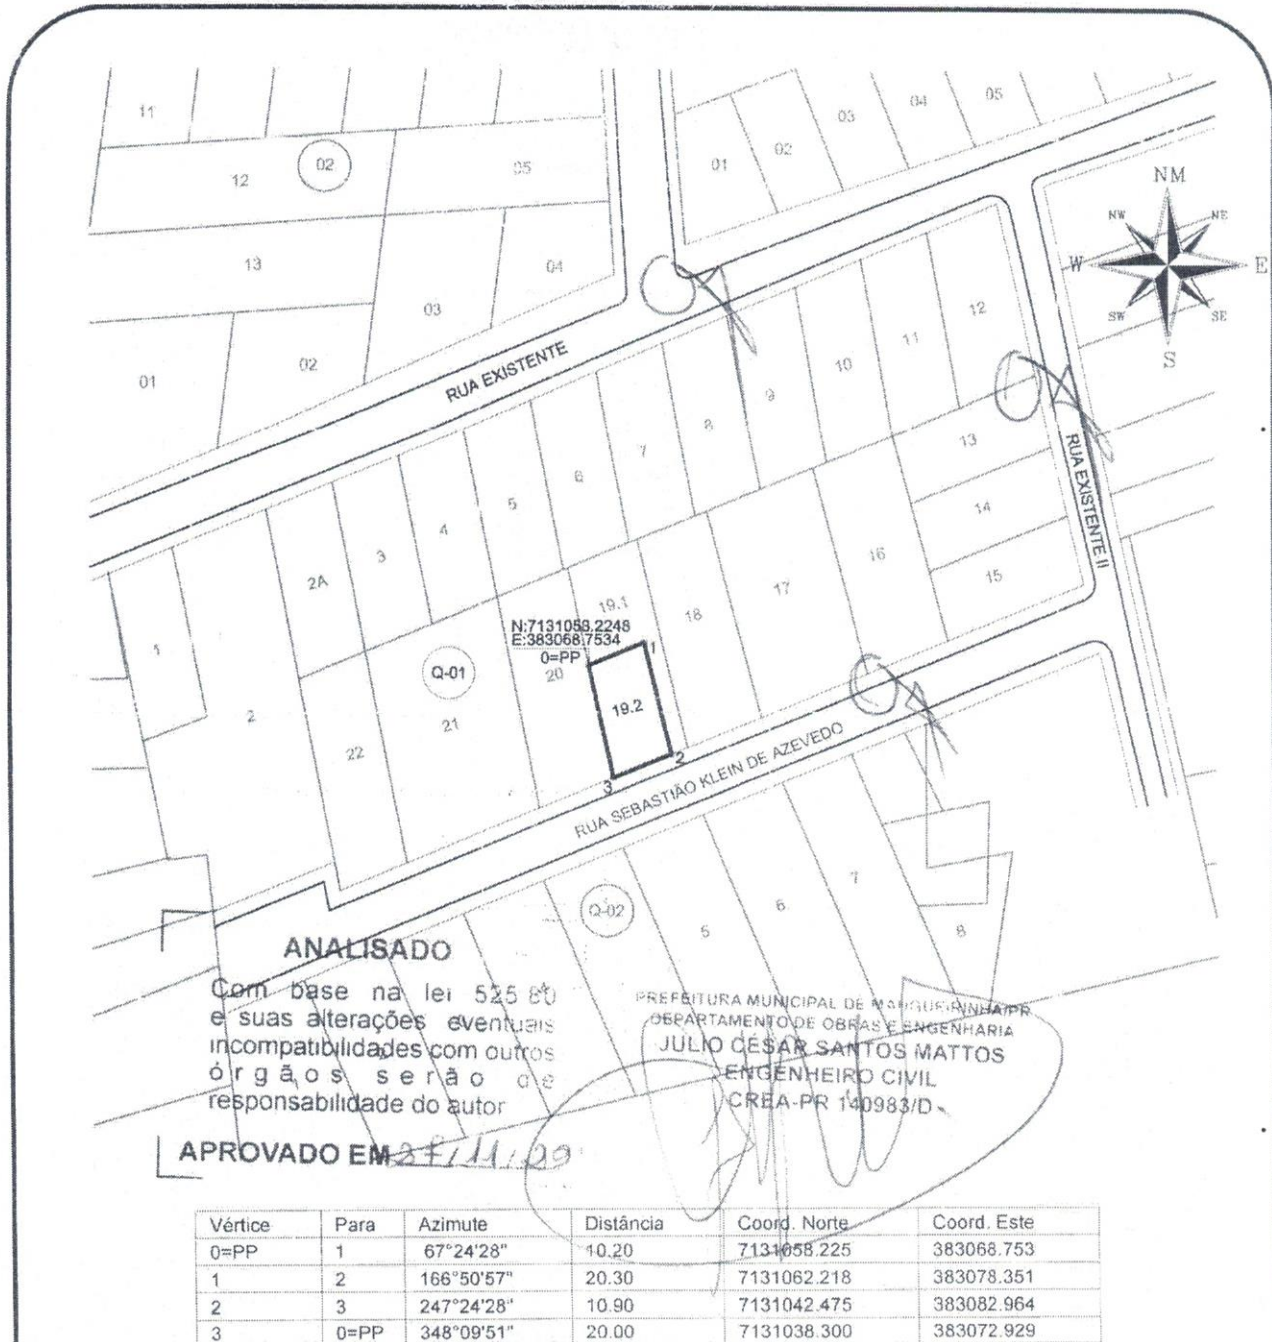 11
12
02
05
13
04
03
01
02
01
02
03
04
05
NM
NW
NE
W
E
SW
SE
S
RUA EXISTENTE
12
11
10
9
8
7
6
5
4
3
2A
13
14
15
RUA EXISTENTE II
16
17
18
19.1
N:7131058.2248
E:383068.7534
0=PP
1
1
Q-01
20
19.2
2
21
22
2
3
RUA SEBASTIÃO KLEIN DE AZEVEDO
Q-02
5
6
7
8
ANALISADO
Com base na lei 525 80
e suas alterações eventuais
incompatibilidades com outros
órgãos serão de
responsabilidade do autor
APROVADO EM 27/11/
PREFEITURA MUNICIPAL DE MANGUEIRINHA/PR
DEPARTAMENTO DE OBRAS E ENGENHARIA
JULIO CÉSAR SANTOS MATTOS
ENGENHEIRO CIVIL
CREA-PR 140983/D
Vértice Para Azimute Distância Coord. Norte Coord. Este
0=PP 1 67°24'28" 10.20 7131058.225 383068.753
1 2 166°50'57" 20.30 7131062.218 383078.351
2 3 247°24'28" 10.90 7131042.475 383082.964
3 0=PP 348°09'51" 20.00 7131038.300 383072.929